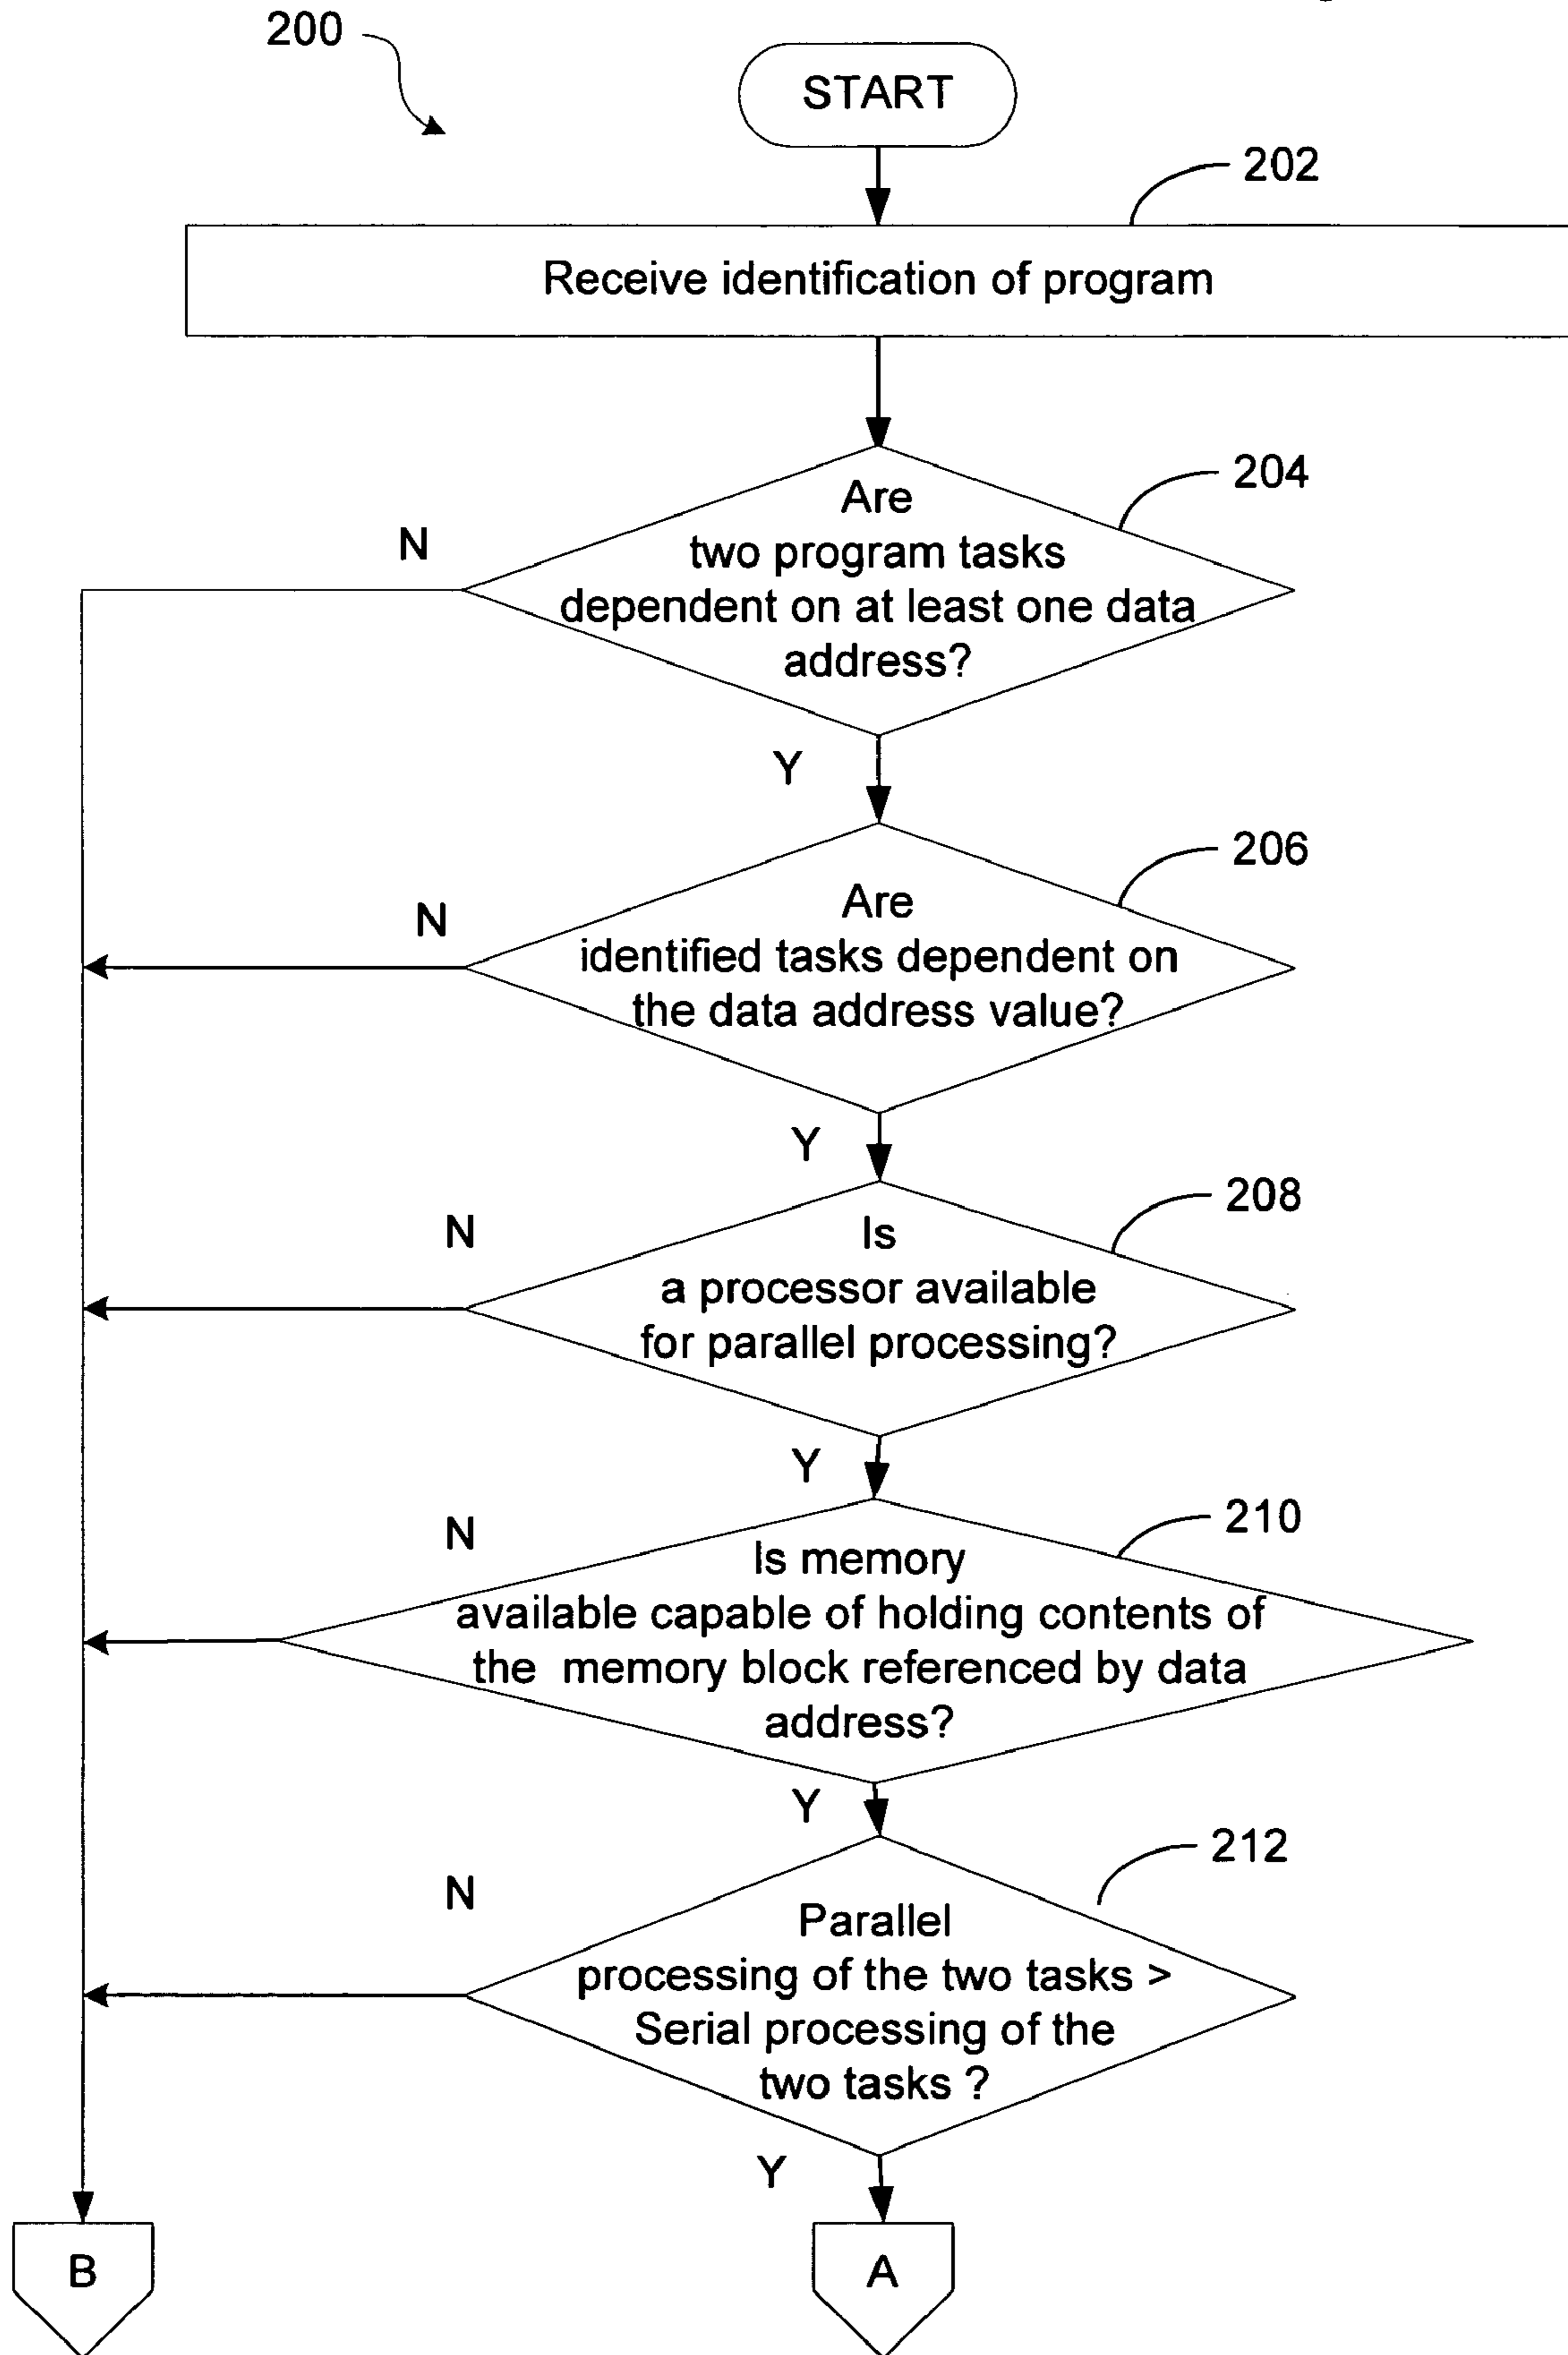 200
START
202
Receive identification of program
204
Are
two program tasks
dependent on at least one data
address?
N
Y
206
Are
identified tasks dependent on
the data address value?
N
Y
208
Is
a processor available
for parallel processing?
N
Y
210
Is memory
available capable of holding contents of
the memory block referenced by data
address?
N
Y
212
Parallel
processing of the two tasks >
Serial processing of the
two tasks ?
N
Y
B
A